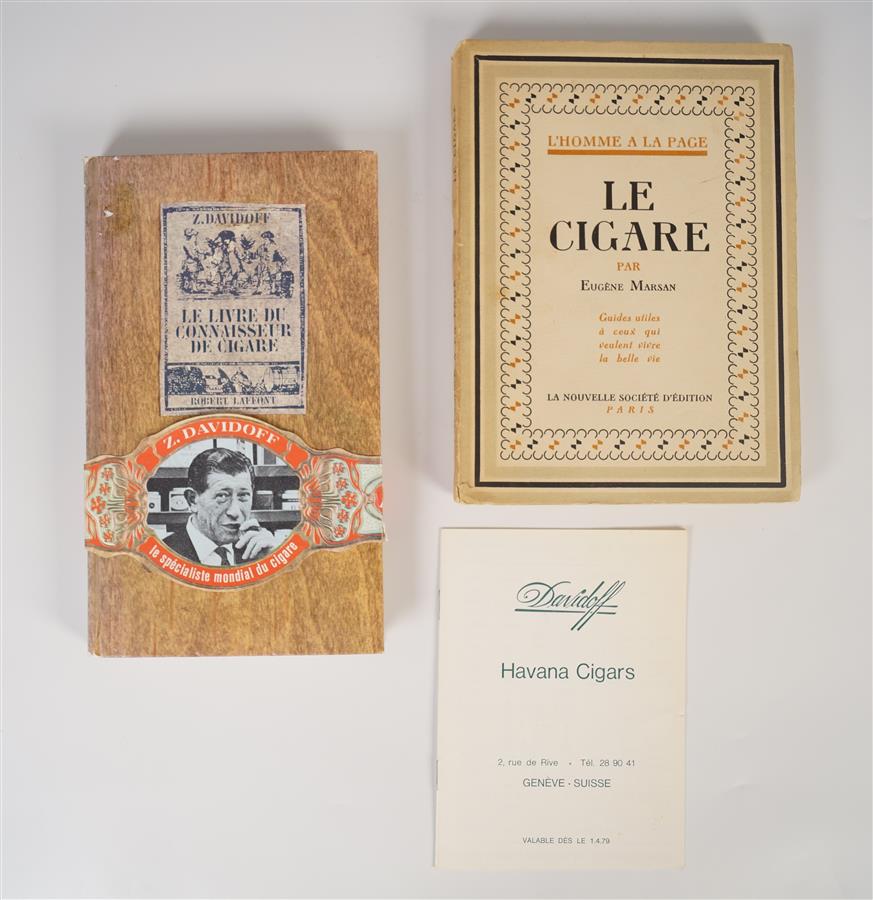 Z. DAVIDOFF
LE LIVRE DU
CONNAISSEUR
DE CIGARE
ROBERT LAFFONT
Z. DAVIDOFF
le spécialiste mondial du cigare
L'HOMME A LA PAGE
LE
CIGARE
PAR
EUGÈNE MARSAN
Guides utiles
à ceux qui
veulent vivre
la belle vie
LA NOUVELLE SOCIÉTÉ D'ÉDITION
PARIS
Davidoff
Havana Cigars
2, rue de Rive • Tél. 28 90 41
GENÈVE - SUISSE
VALABLE DÈS LE 1.4.79